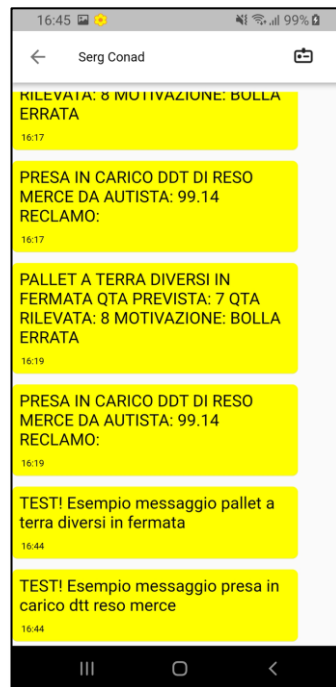 16:45 99%
Serg Conad
RILEVATA: 8 MOTIVAZIONE: BOLLA
ERRATA
16:17
PRESA IN CARICO DDT DI RESO
MERCE DA AUTISTA: 99.14
RECLAMO:
16:17
PALLET A TERRA DIVERSI IN
FERMATA QTA PREVISTA: 7 QTA
RILEVATA: 8 MOTIVAZIONE: BOLLA
ERRATA
16:19
PRESA IN CARICO DDT DI RESO
MERCE DA AUTISTA: 99.14
RECLAMO:
16:19
TEST! Esempio messaggio pallet a
terra diversi in fermata
16:44
TEST! Esempio messaggio presa in
carico dtt reso merce
16:44